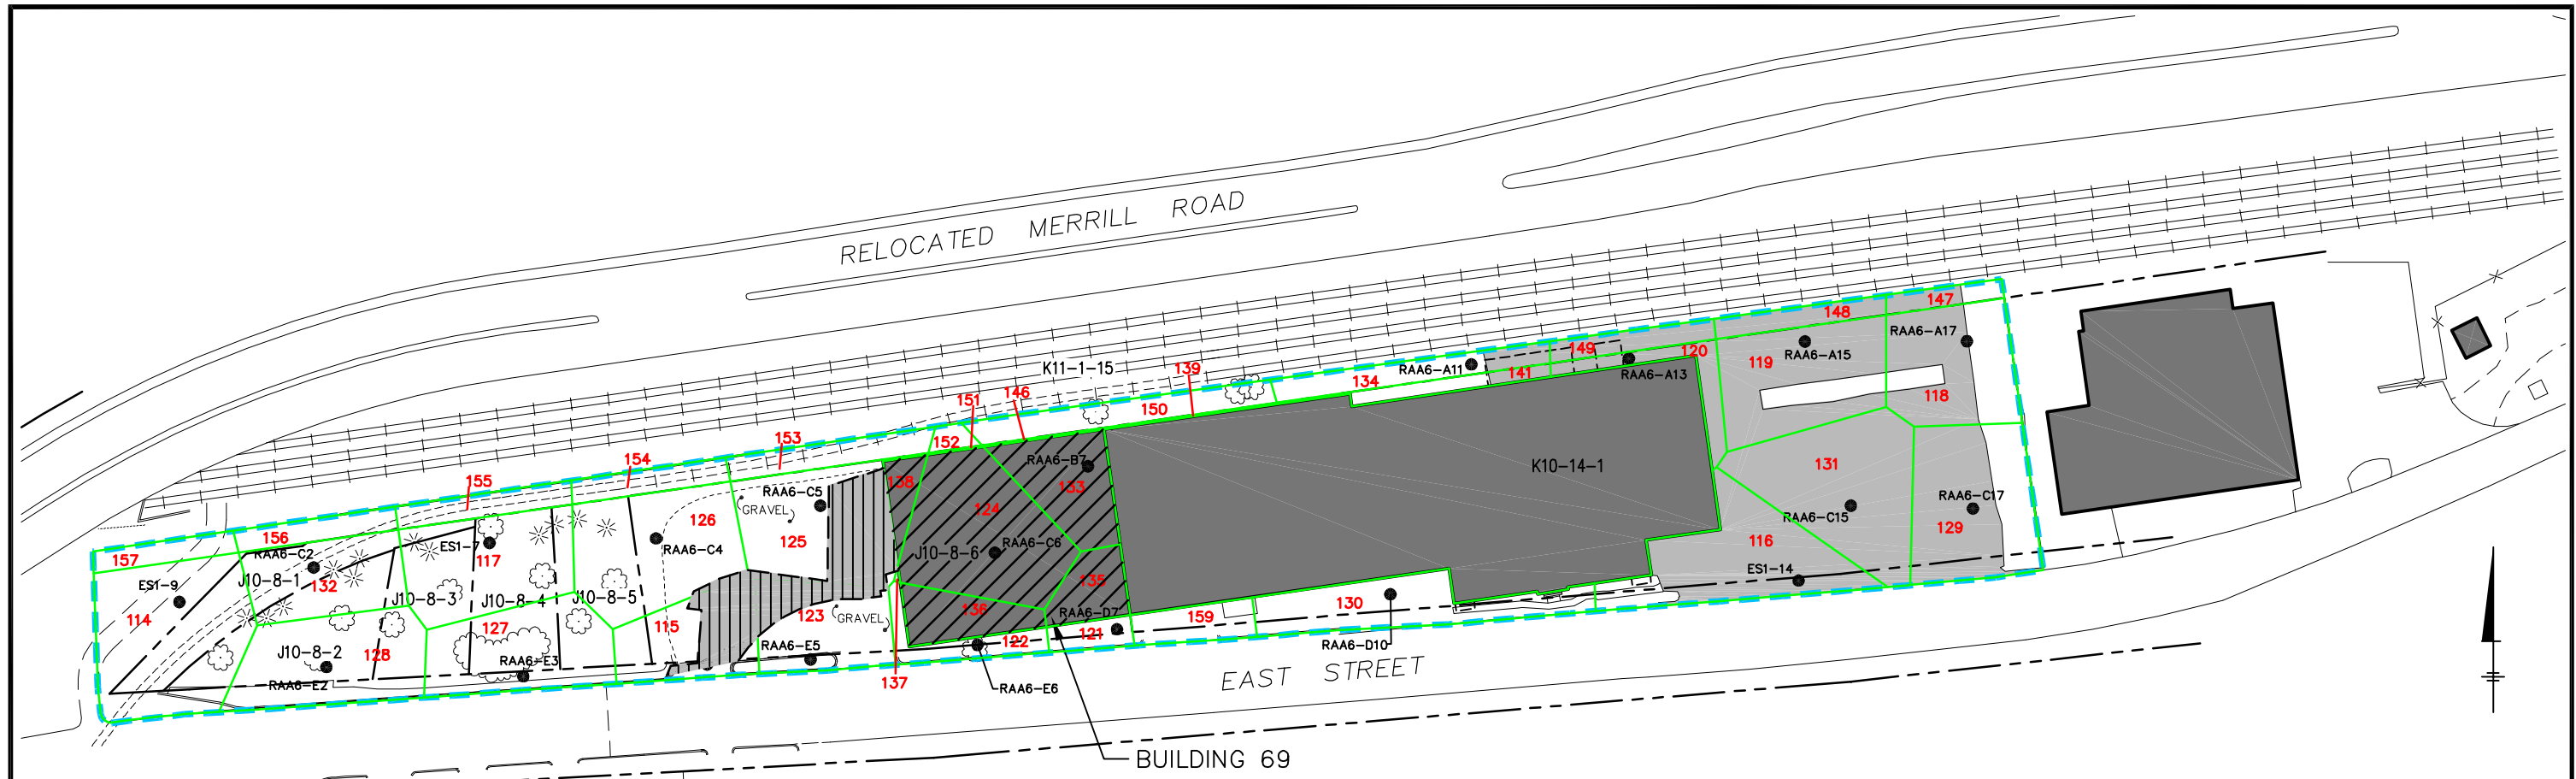 RELOCATED MERRILL ROAD
147
148
149
120
RAA6-A17
119
RAA6-A15
118
K11-1-15
139
134
RAA6-A11
141
RAA6-A13
151
146
150
153
152
154
155
156
157
RAA6-B7
133
K10-14-1
131
138
RAA6-C5
GRAVEL
126
125
124
RAA6-C17
RAA6-C15
129
116
RAA6-C4
J10-8-6
RAA6-C6
ES1-7
117
RAA6-C2
J10-8-1
132
ES1-9
114
J10-8-3
J10-8-4
J10-8-5
127
115
123
GRAVEL
135
136
RAA6-D7
121
122
159
130
ES1-14
RAA6-D10
J10-8-2
128
RAA6-E2
RAA6-E3
RAA6-E5
137
RAA6-E6
EAST STREET
BUILDING 69